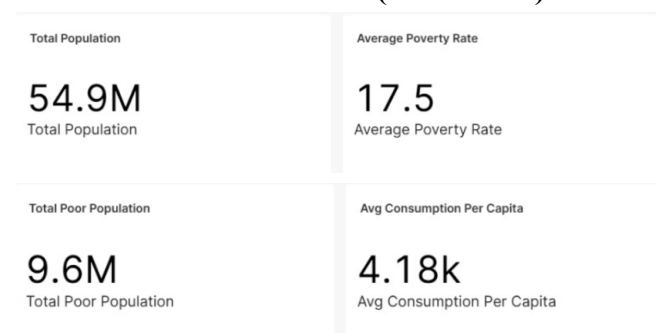 Total Population
54.9M
Total Population
Average Poverty Rate
17.5
Average Poverty Rate
Total Poor Population
9.6M
Total Poor Population
Avg Consumption Per Capita
4.18k
Avg Consumption Per Capita